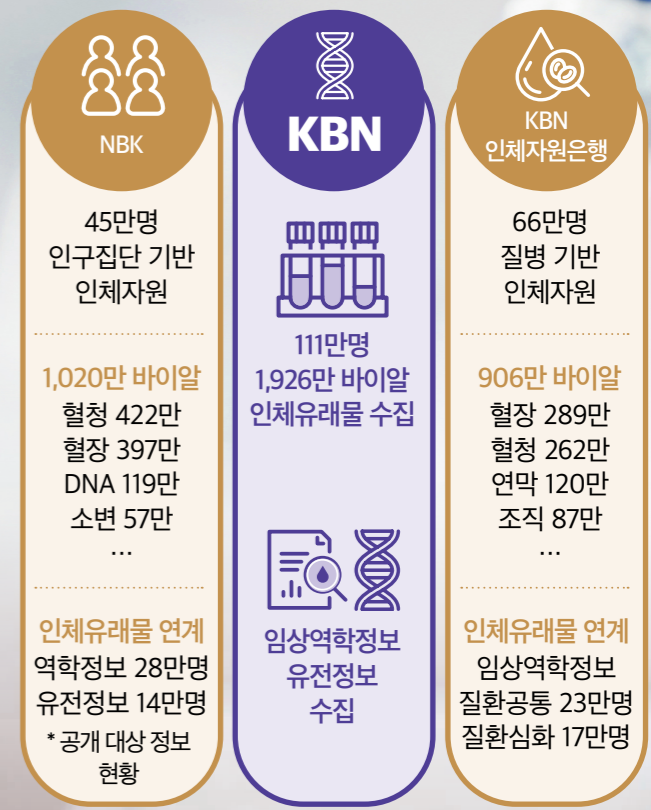 NBK
45만명
인구집단 기반
인체자원
1,020만 바이알
혈청 422만
혈장 397만
DNA 119만
소변 57만
...
인체유래물 연계
역학정보 28만명
유전정보 14만명
* 공개 대상 정보
현황
KBN
111만명
1,926만 바이알
인체유래물 수집
임상역학정보
유전정보
수집
KBN
인체자원은행
66만명
질병 기반
인체자원
906만 바이알
혈장 289만
혈청 262만
연막 120만
조직 87만
...
인체유래물 연계
임상역학정보
질환공통 23만명
질환심화 17만명